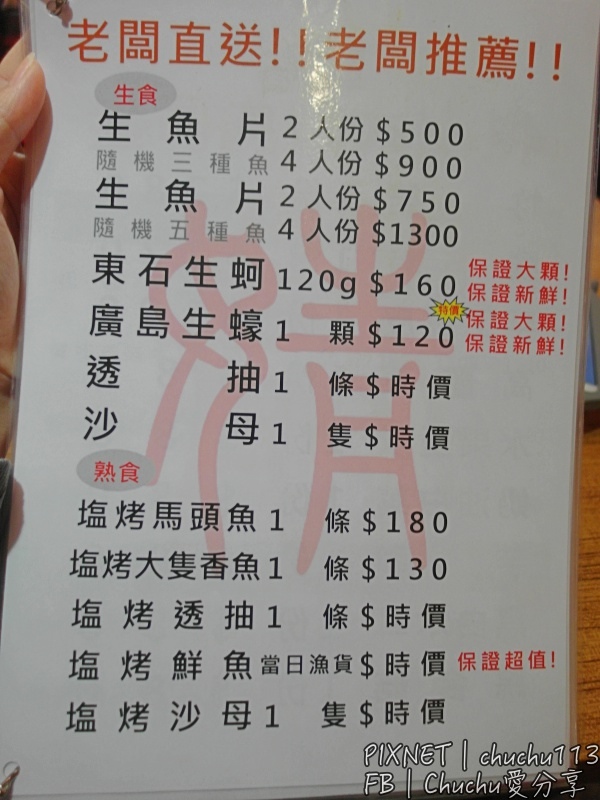 老闆直送!! 老闆推薦!!
生食
生魚片 2人份 $500
隨機三種魚 4人份 $900
生魚片 2人份 $750
隨機五種魚 4人份 $1300
東石生蚵 120g $160 保證大顆! 保證新鮮!
特價
廣島生蠔 1 顆 $120 保證大顆! 保證新鮮!
透抽 1 條 $時價
沙母 1 隻 $時價
熟食
塩烤馬頭魚 1 條 $180
塩烤大隻香魚 1 條 $130
塩烤透抽 1 條 $時價
塩烤鮮魚 當日漁貨 $時價 保證超值!
塩烤沙母 1 隻 $時價
PIXNET | chuchu113
FB | Chuchu愛分享